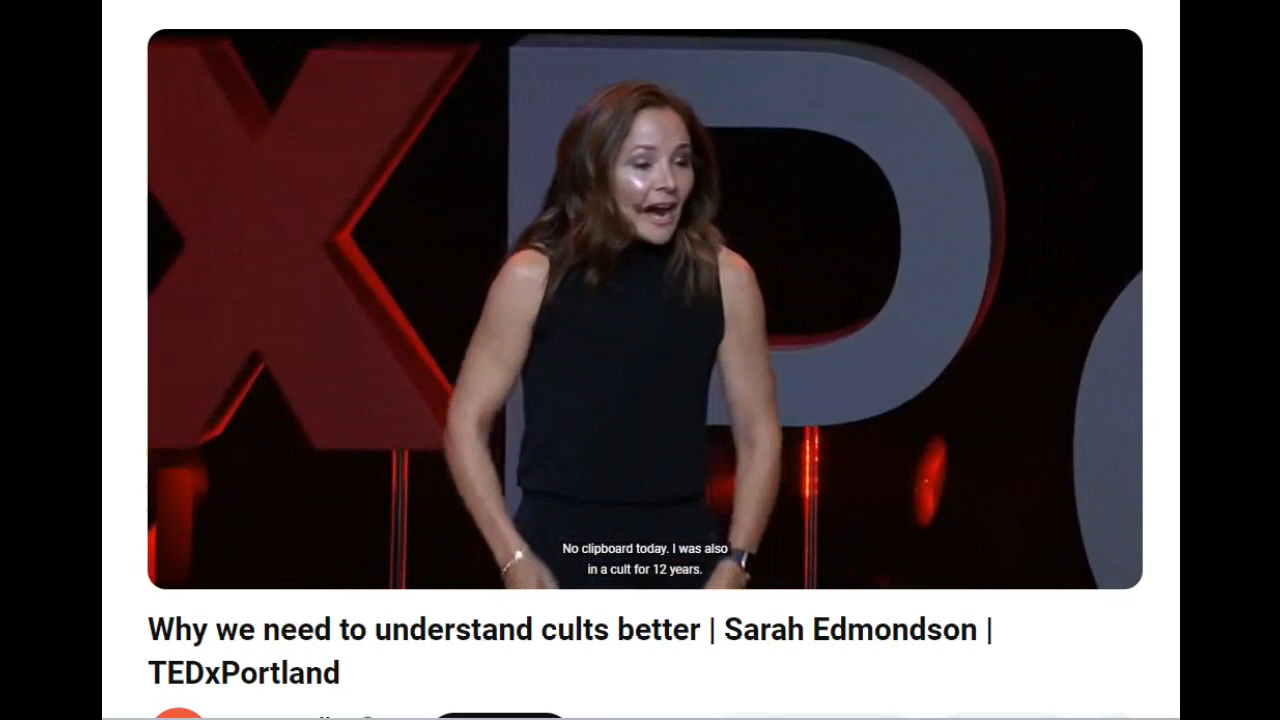 XP
No clipboard today. I was also
in a cult for 12 years.
Why we need to understand cults better | Sarah Edmondson |
TEDxPortland